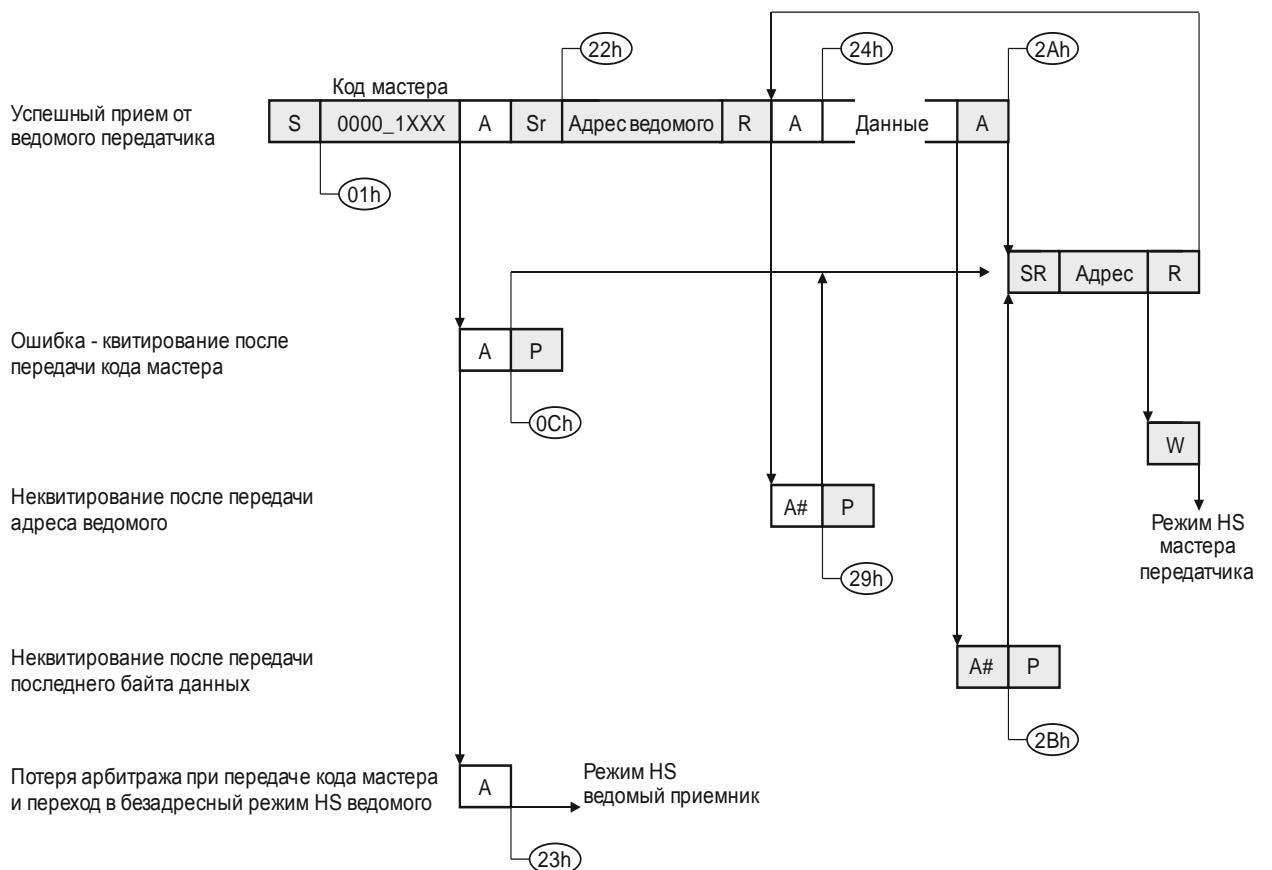 22h
24h
2Ah
Код мастера
Успешный прием от
ведомого передатчика
S 0000_1XXX A Sr Адрес ведомого R A Данные A
01h
SR Адрес R
Ошибка - квитирование после
передачи кода мастера
A P
0Ch
W
Неквитирование после передачи
адреса ведомого
A# P
Режим HS
мастера
передатчика
29h
Неквитирование после передачи
последнего байта данных
A# P
2Bh
Потеря арбитража при передаче кода мастера
и переход в безадресный режим HS ведомого
A
Режим HS
ведомый приемник
23h